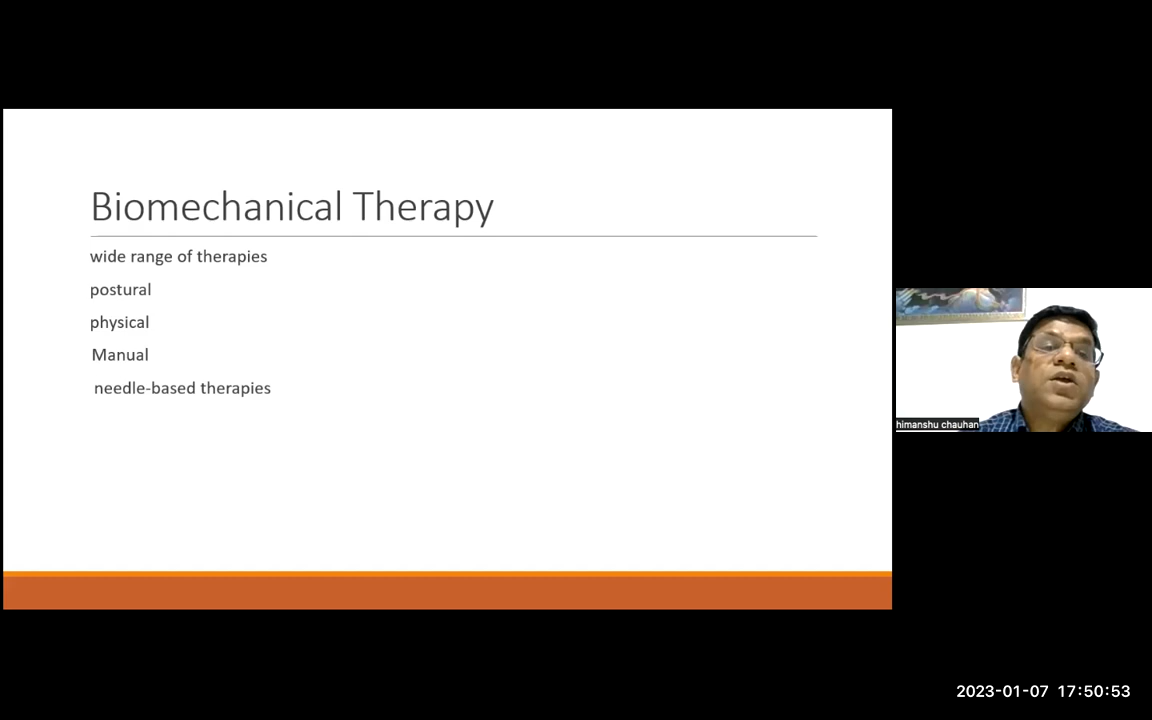 Biomechanical Therapy
wide range of therapies
postural
physical
Manual
needle-based therapies
himanshu chauhan
2023-01-07 17:50:53